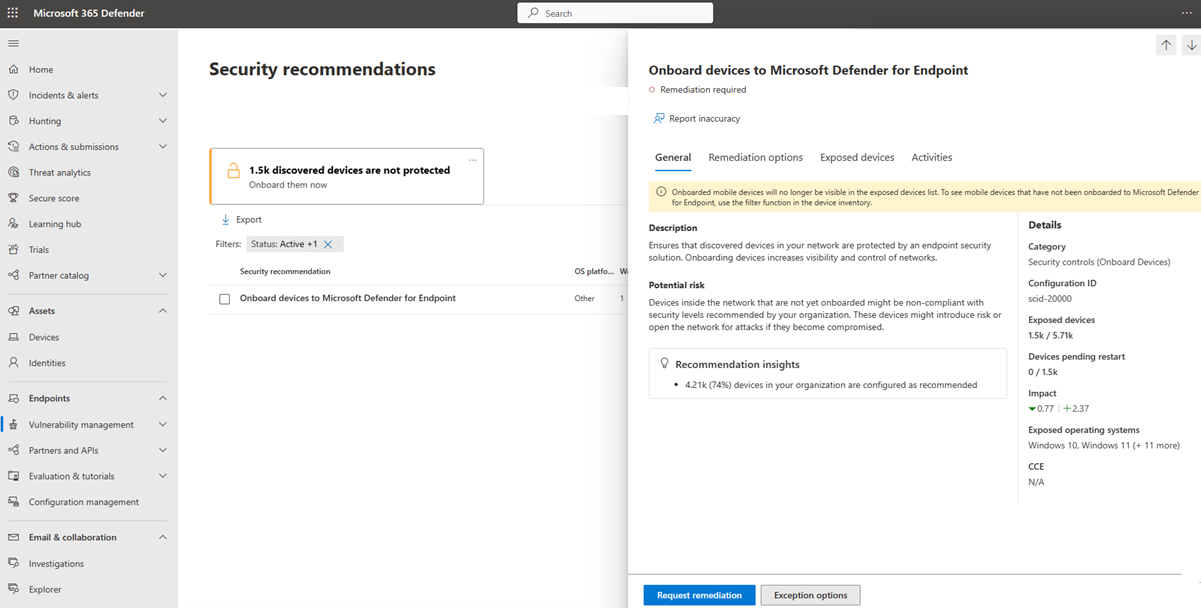 Microsoft 365 Defender
Search
Home
Incidents & alerts
Hunting
Actions & submissions
Threat analytics
Secure score
Learning hub
Trials
Partner catalog
Assets
Devices
Identities
Endpoints
Vulnerability management
Partners and APIs
Evaluation & tutorials
Configuration management
Email & collaboration
Investigations
Explorer
Security recommendations
1.5k discovered devices are not protected
Onboard them now
Export
Filters: Status: Active +1
Security recommendation OS platfo... We
Onboard devices to Microsoft Defender for Endpoint Other 1
Onboard devices to Microsoft Defender for Endpoint
Remediation required
Report inaccuracy
General Remediation options Exposed devices Activities
Onboarded mobile devices will no longer be visible in the exposed devices list. To see mobile devices that have not been onboarded to Microsoft Defender
for Endpoint, use the filter function in the device inventory.
Description
Ensures that discovered devices in your network are protected by an endpoint security
solution. Onboarding devices increases visibility and control of networks.
Potential risk
Devices inside the network that are not yet onboarded might be non-compliant with
security levels recommended by your organization. These devices might introduce risk or
open the network for attacks if they become compromised.
Recommendation insights
4.21k (74%) devices in your organization are configured as recommended
Details
Category
Security controls (Onboard Devices)
Configuration ID
scid-20000
Exposed devices
1.5k / 5.71k
Devices pending restart
0 / 1.5k
Impact
0.77 | +2.37
Exposed operating systems
Windows 10, Windows 11 (+ 11 more)
CCE
N/A
Request remediation Exception options